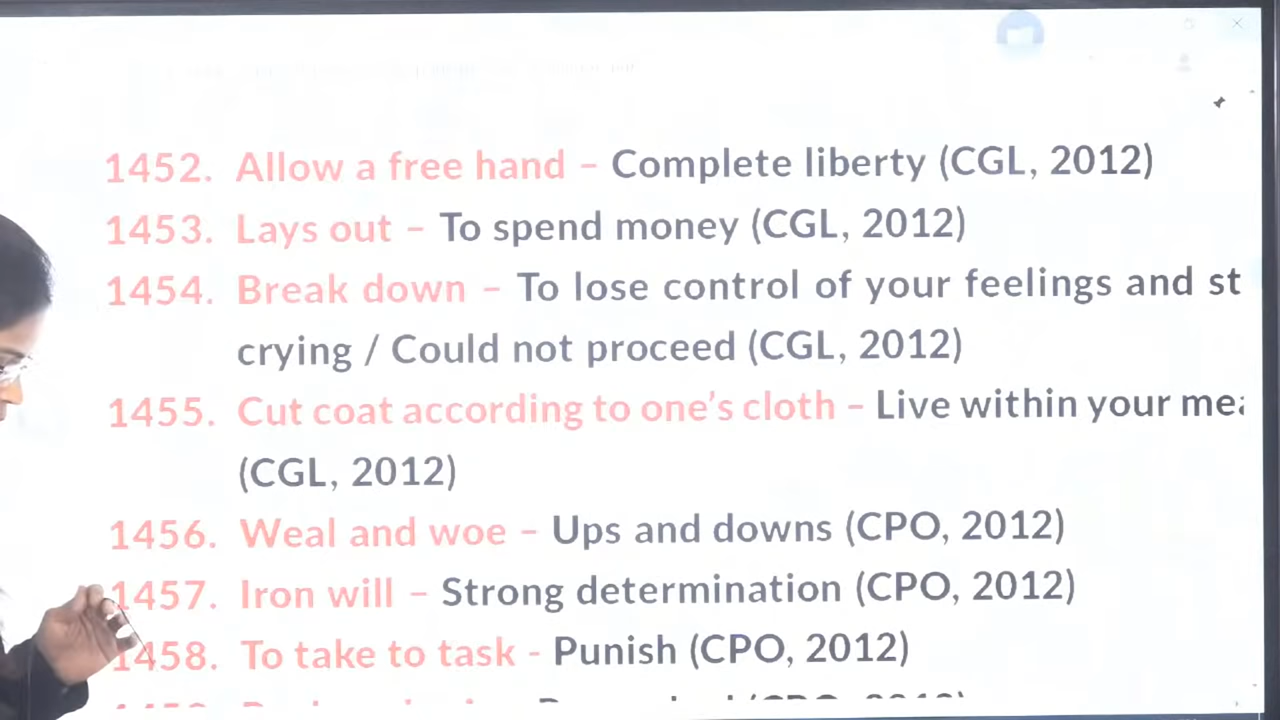 1452. Allow a free hand – Complete liberty (CGL, 2012)
1453. Lays out – To spend money (CGL, 2012)
1454. Break down – To lose control of your feelings and st
crying / Could not proceed (CGL, 2012)
1455. Cut coat according to one's cloth – Live within your
(CGL, 2012)
1456. Weal and woe – Ups and downs (CPO, 2012)
1457. Iron will – Strong determination (CPO, 2012)
1458. To take to task - Punish (CPO, 2012)